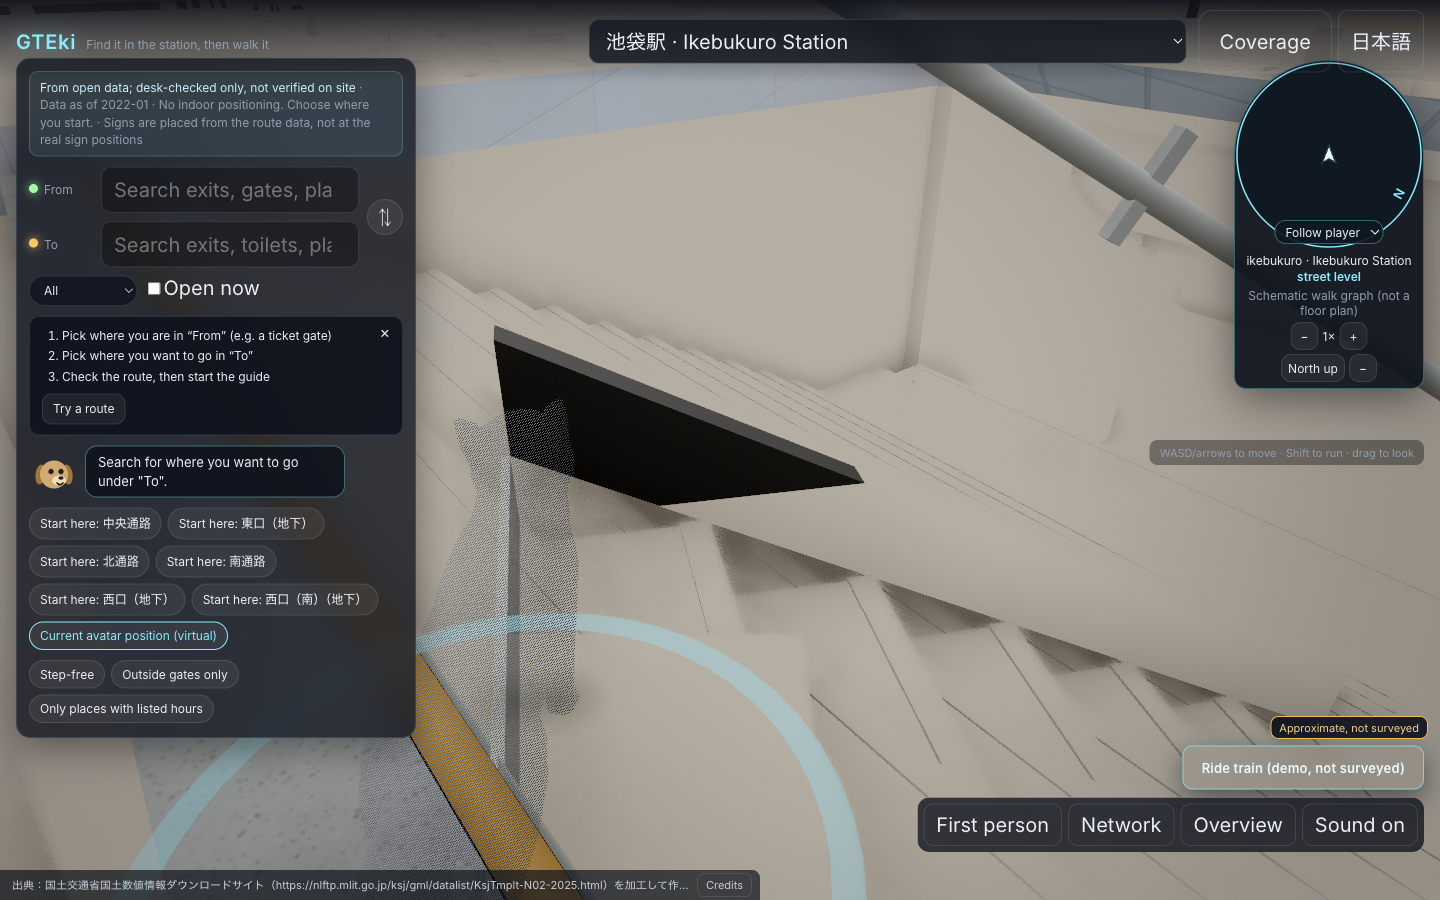 GTEki Find it in the station, then walk it
池袋駅 · Ikebukuro Station
Coverage
日本語
From open data; desk-checked only, not verified on site ·
Data as of 2022-01 · No indoor positioning. Choose where
you start. · Signs are placed from the route data, not at the
real sign positions
From
Search exits, gates, pla
To
Search exits, toilets, pla
All
Open now
1. Pick where you are in “From” (e.g. a ticket gate)
2. Pick where you want to go in “To”
3. Check the route, then start the guide
Try a route
Search for where you want to go
under "To".
Start here: 中央通路
Start here: 東口（地下）
Start here: 北通路
Start here: 南通路
Start here: 西口（地下）
Start here: 西口（南）（地下）
Current avatar position (virtual)
Step-free
Outside gates only
Only places with listed hours
N
Follow player
ikebukuro · Ikebukuro Station
street level
Schematic walk graph (not a
floor plan)
− 1× +
North up −
WASD/arrows to move · Shift to run · drag to look
Approximate, not surveyed
Ride train (demo, not surveyed)
First person
Network
Overview
Sound on
出典：国土交通省国土数値情報ダウンロードサイト（https://nlftp.mlit.go.jp/ksj/gml/datalist/KsjTmplt-N02-2025.html）を加工して作...
Credits